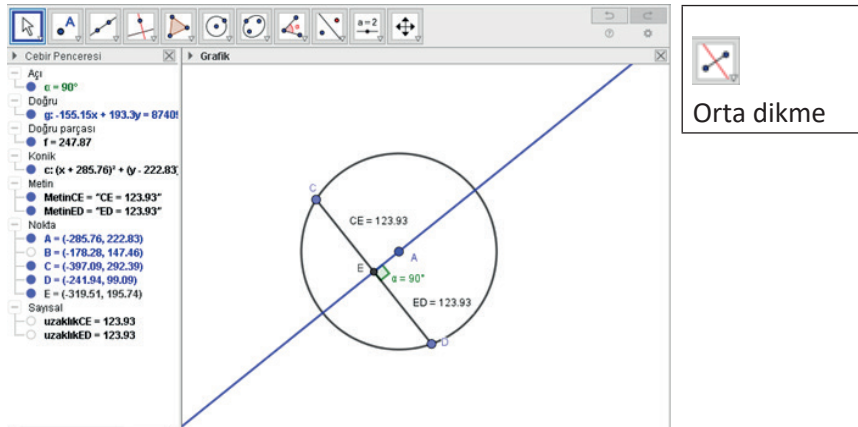 a=2
Cebir Penceresi
Grafik
Açı
α = 90°
Doğru
g: -155.15x + 193.3y = 8740
Doğru parçası
f = 247.87
Konik
c: (x + 285.76)² + (y - 222.83
Metin
MetinCE = "CE = 123.93"
MetinED = "ED = 123.93"
Nokta
A = (-285.76, 222.83)
B = (-178.28, 147.46)
C = (-397.09, 292.39)
D = (-241.94, 99.09)
E = (-319.51, 195.74)
Sayısal
uzaklıkCE = 123.93
uzaklıkED = 123.93
C
CE = 123.93
A
E
α = 90°
ED = 123.93
D
Orta dikme